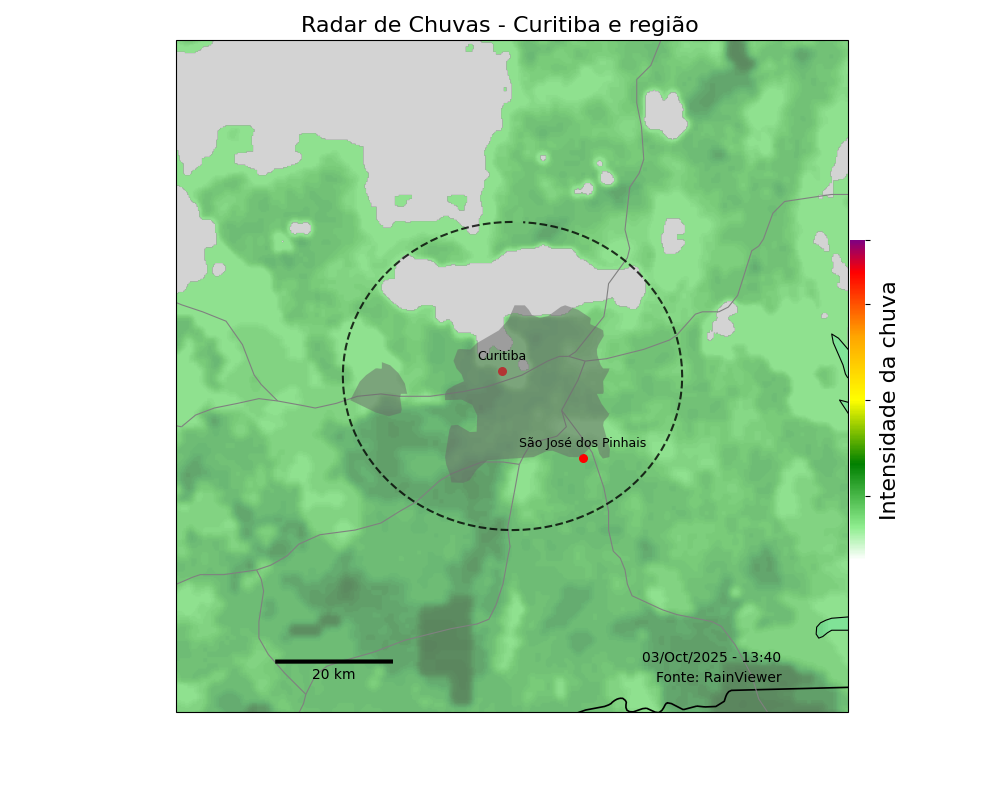 Radar de Chuvas - Curitiba e região
Curitiba
São José dos Pinhais
Intensidade da chuva
03/Oct/2025 - 13:40
Fonte: RainViewer
20 km